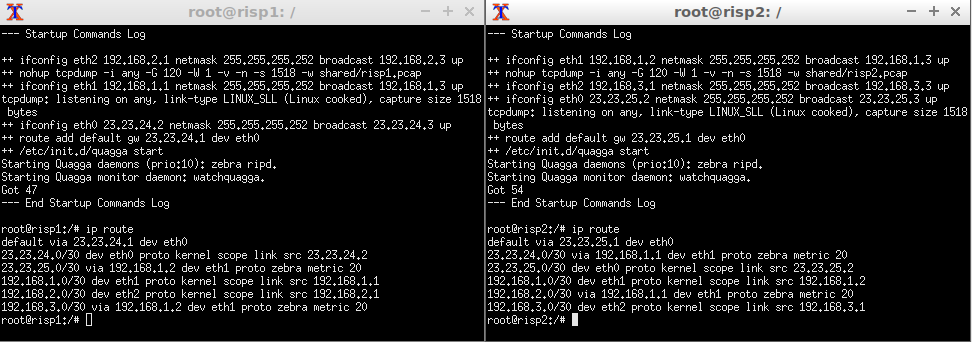 root@risp1: /
--- Startup Commands Log
++ ifconfig eth2 192.168.2.1 netmask 255.255.255.252 broadcast 192.168.2.3 up
++ nohup tcpdump -i any -G 120 -W 1 -v -n -s 1518 -w shared/risp1.pcap
++ ifconfig eth1 192.168.1.1 netmask 255.255.255.252 broadcast 192.168.1.3 up
tcpdump: listening on any, link-type LINUX_SLL (Linux cooked), capture size 1518
bytes
++ ifconfig eth0 23.23.24.2 netmask 255.255.255.252 broadcast 23.23.24.3 up
++ route add default gw 23.23.24.1 dev eth0
++ /etc/init.d/quagga start
Starting Quagga daemons (prio:10): zebra ripd.
Starting Quagga monitor daemon: watchquagga.
Got 47
--- End Startup Commands Log
root@risp1:/# ip route
default via 23.23.24.1 dev eth0
23.23.24.0/30 dev eth0 proto kernel scope link src 23.23.24.2
23.23.25.0/30 via 192.168.1.2 dev eth1 proto zebra metric 20
192.168.1.0/30 dev eth1 proto kernel scope link src 192.168.1.1
192.168.2.0/30 dev eth2 proto kernel scope link src 192.168.2.1
192.168.3.0/30 via 192.168.1.2 dev eth1 proto zebra metric 20
root@risp1:/#
root@risp2: /
--- Startup Commands Log
++ ifconfig eth1 192.168.1.2 netmask 255.255.255.252 broadcast 192.168.1.3 up
++ nohup tcpdump -i any -G 120 -W 1 -v -n -s 1518 -w shared/risp2.pcap
++ ifconfig eth2 192.168.3.1 netmask 255.255.255.252 broadcast 192.168.3.3 up
++ ifconfig eth0 23.23.25.2 netmask 255.255.255.252 broadcast 23.23.25.3 up
tcpdump: listening on any, link-type LINUX_SLL (Linux cooked), capture size 1518
bytes
++ route add default gw 23.23.25.1 dev eth0
++ /etc/init.d/quagga start
Starting Quagga daemons (prio:10): zebra ripd.
Starting Quagga monitor daemon: watchquagga.
Got 54
--- End Startup Commands Log
root@risp2:/# ip route
default via 23.23.25.1 dev eth0
23.23.24.0/30 via 192.168.1.1 dev eth1 proto zebra metric 20
23.23.25.0/30 dev eth0 proto kernel scope link src 23.23.25.2
192.168.1.0/30 dev eth1 proto kernel scope link src 192.168.1.2
192.168.2.0/30 via 192.168.1.1 dev eth1 proto zebra metric 20
192.168.3.0/30 dev eth2 proto kernel scope link src 192.168.3.1
root@risp2:/#